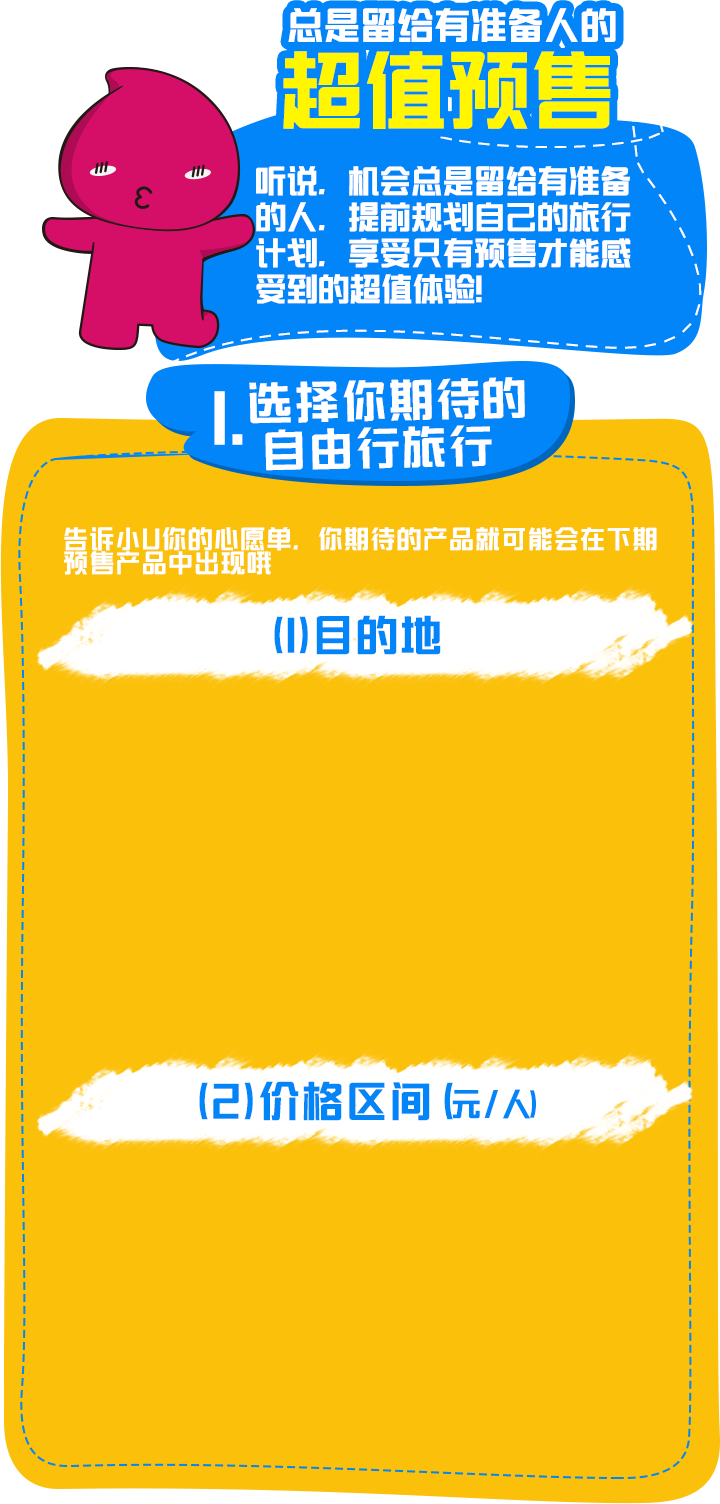 总是留给有准备人的
超值预售
听说，机会总是留给有准备
的人，提前规划自己的旅行
计划，享受只有预售才能感
受到的超值体验!
1.选择你期待的
自由行旅行
告诉小U你的心愿单，你期待的产品就可能会在下期
预售产品中出现哦
(1)目的地
(2)价格区间(元/人)